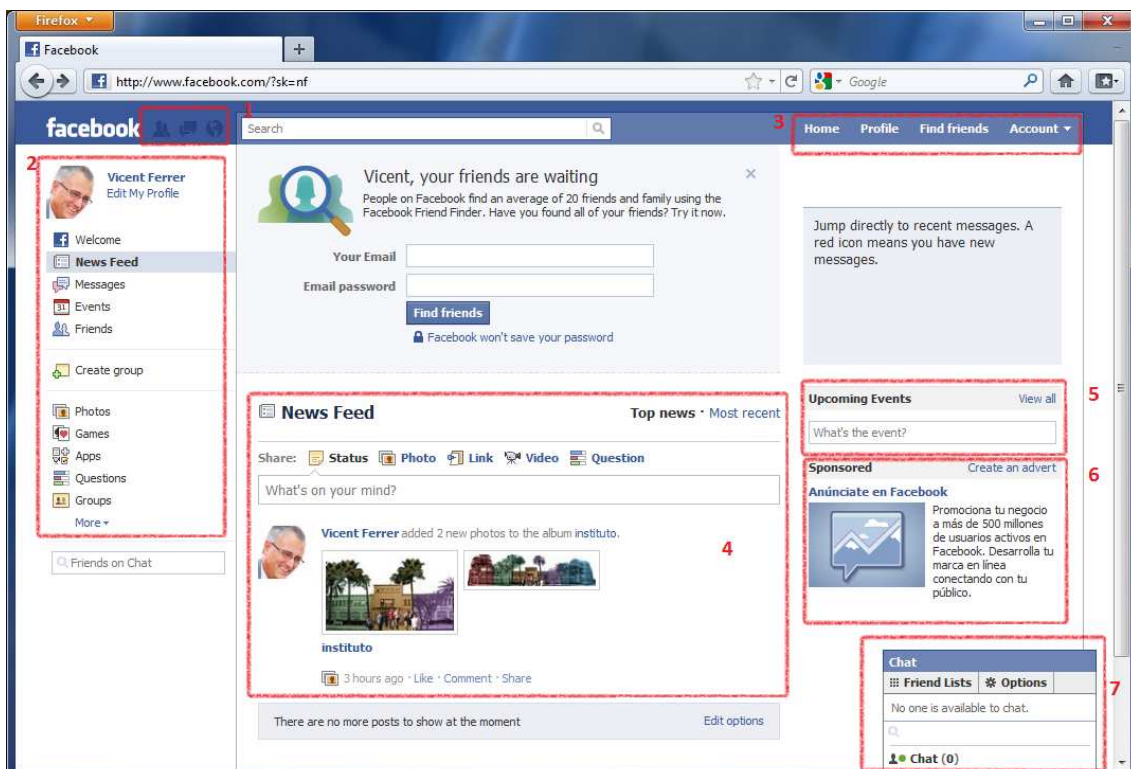 Firefox
Facebook
http://www.facebook.com/?sk=nf
Google
facebook
1
Search
3
Home Profile Find friends Account
2
Vicent Ferrer
Edit My Profile
Welcome
News Feed
Messages
31 Events
Friends
Create group
Photos
Games
Apps
Questions
Groups
More
Friends on Chat
Vicent, your friends are waiting
People on Facebook find an average of 20 friends and family using the
Facebook Friend Finder. Have you found all of your friends? Try it now.
Your Email
Email password
Find friends
Facebook won't save your password
News Feed
Top news · Most recent
Share: Status Photo Link Video Question
What's on your mind?
Vicent Ferrer added 2 new photos to the album instituto.
4
instituto
3 hours ago · Like · Comment · Share
There are no more posts to show at the moment
Edit options
Jump directly to recent messages. A
red icon means you have new
messages.
5
Upcoming Events View all
What's the event?
6
Sponsored Create an advert
Anúnciate en Facebook
Promociona tu negocio
a más de 500 millones
de usuarios activos en
Facebook. Desarrolla tu
marca en línea
conectando con tu
público.
7
Chat
Friend Lists Options
No one is available to chat.
Chat (0)